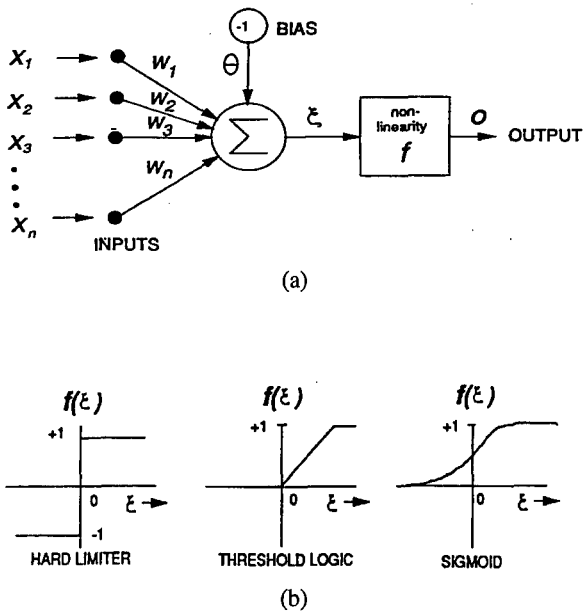 -1 BIAS
X1 W1 θ
X2 W2
X3 W3 Σ ξ non-linearity f O OUTPUT
Wn
Xn
INPUTS
(a)
f(ξ) f(ξ) f(ξ)
+1 +1 +1
0 ξ 0 ξ 0 ξ
-1
HARD LIMITER THRESHOLD LOGIC SIGMOID
(b)